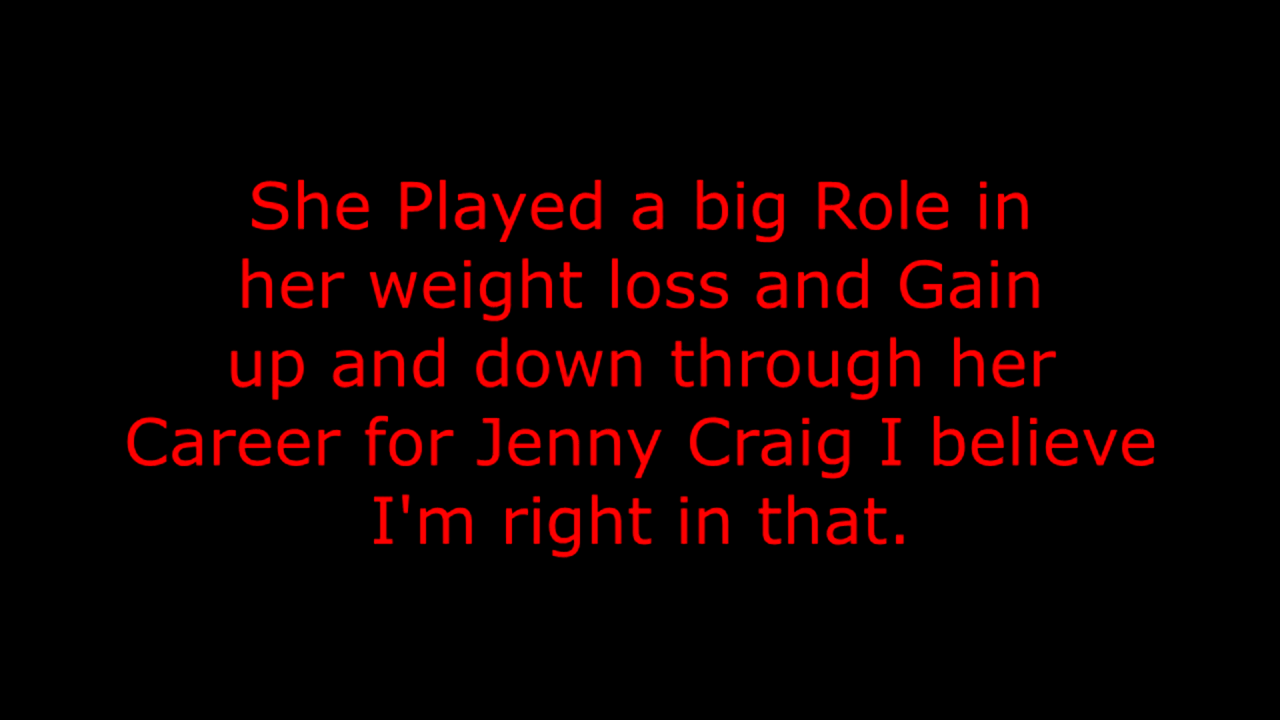 She Played a big Role in
her weight loss and Gain
up and down through her
Career for Jenny Craig I believe
I'm right in that.